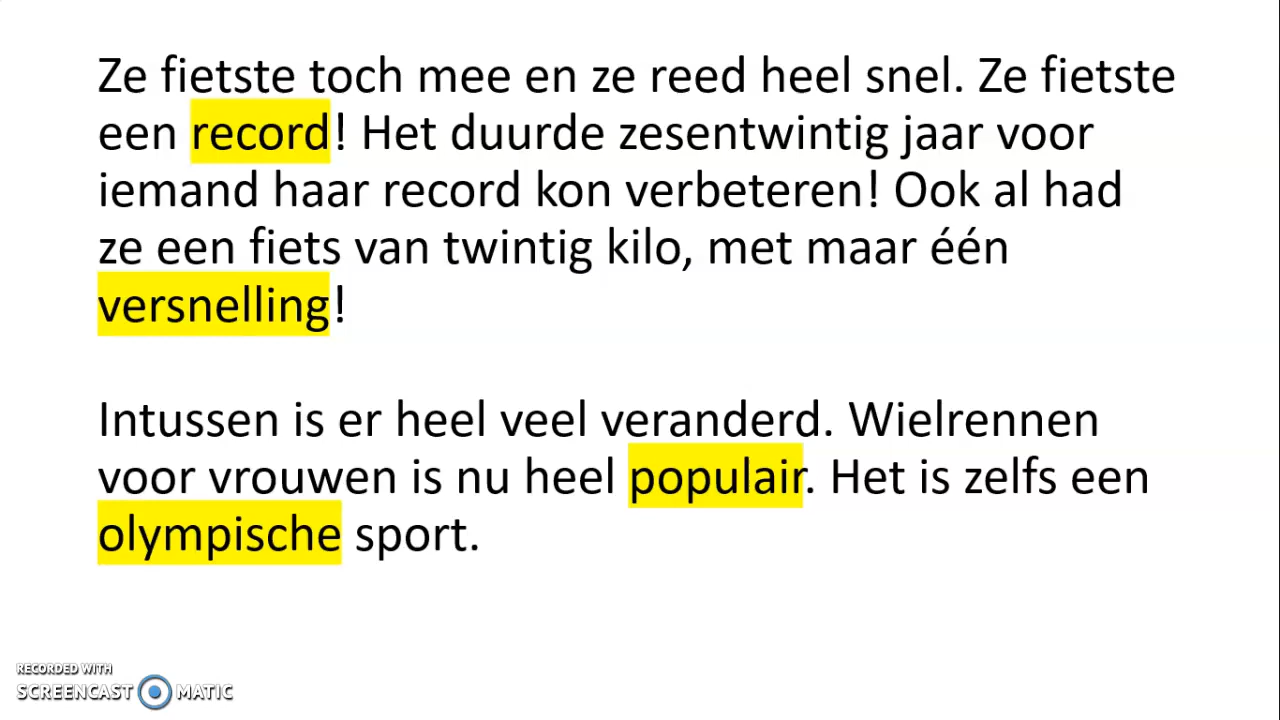 Ze fietste toch mee en ze reed heel snel. Ze fietste
een record! Het duurde zesentwintig jaar voor
iemand haar record kon verbeteren! Ook al had
ze een fiets van twintig kilo, met maar één
versnelling!
Intussen is er heel veel veranderd. Wielrennen
voor vrouwen is nu heel populair. Het is zelfs een
olympische sport.
RECORDED WITH
SCREENCAST MATIC